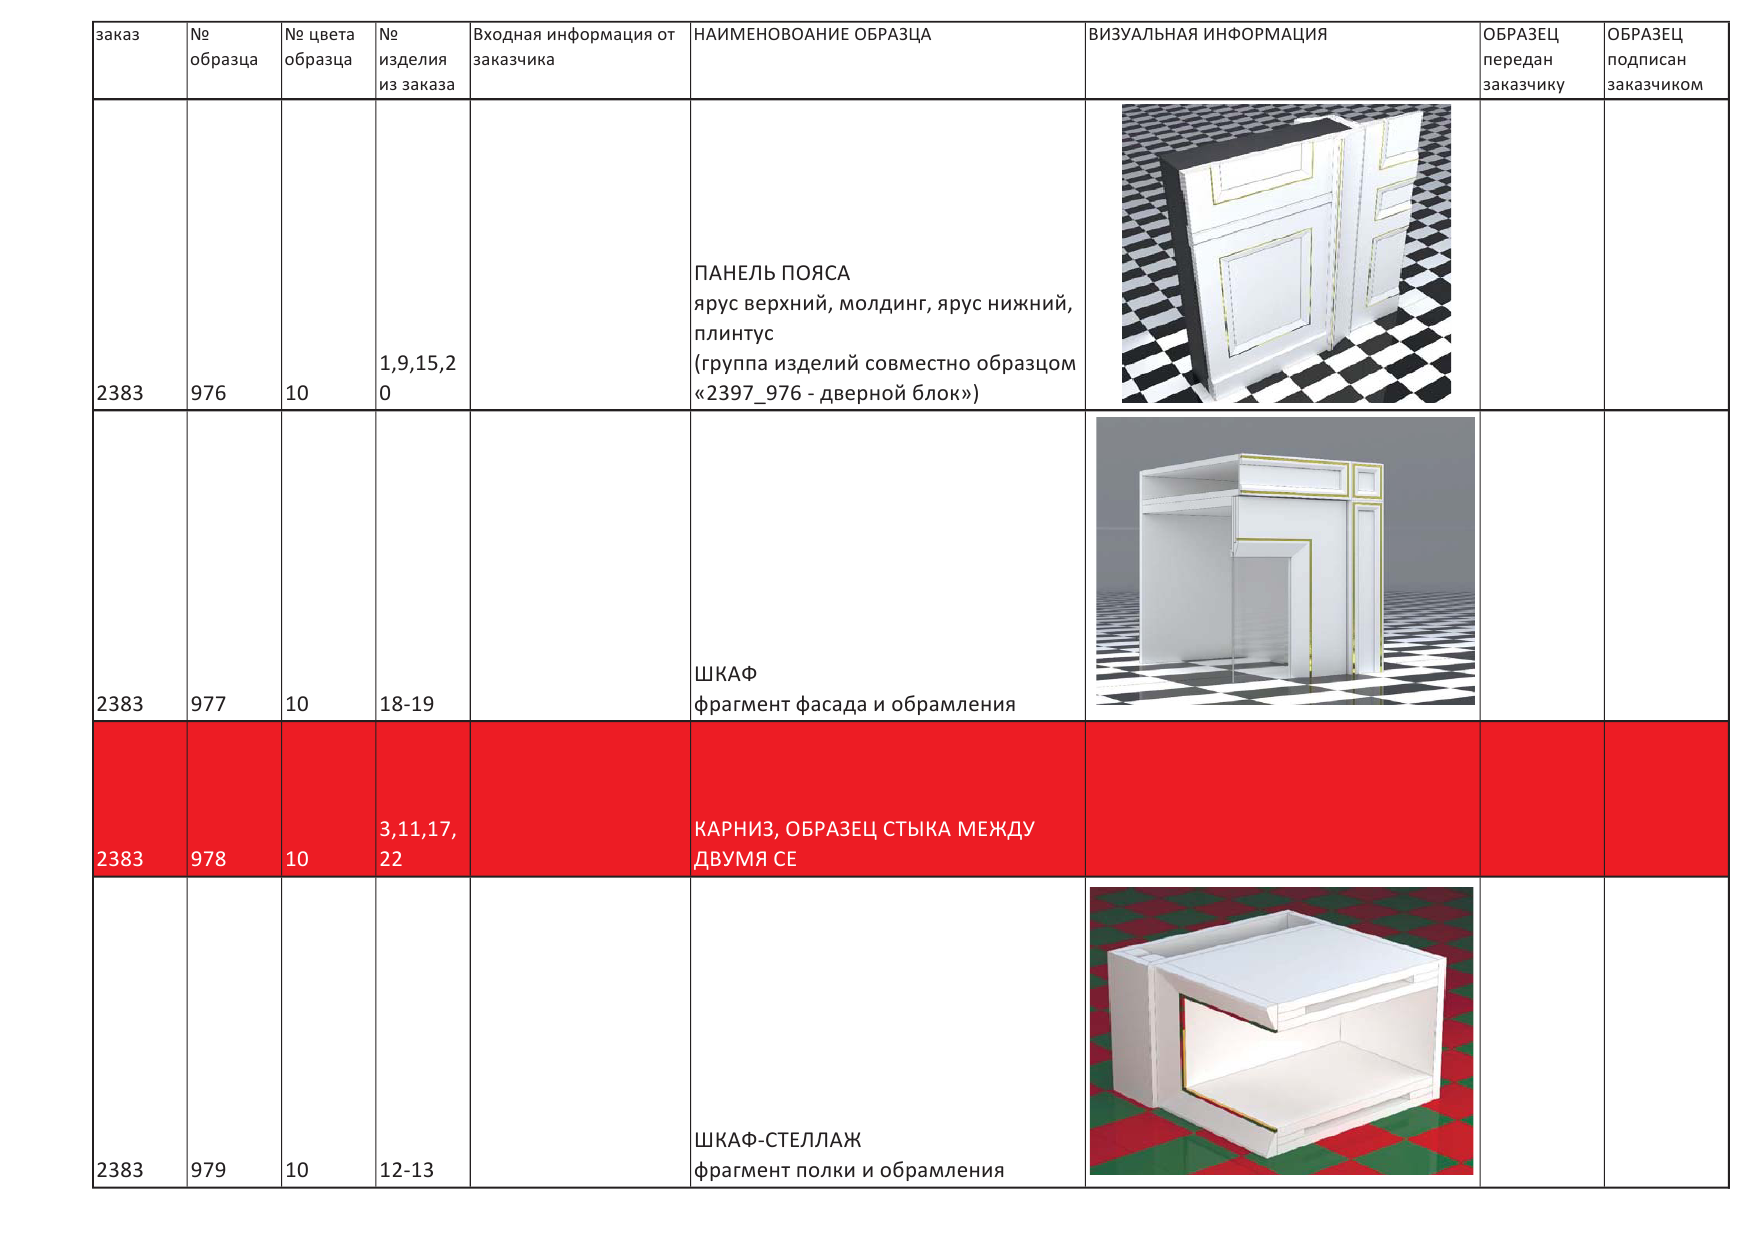 заказ
№
образца
№ цвета
образца
№
изделия
из заказа
Входная информация от
заказчика
НАИМЕНОВОАНИЕ ОБРАЗЦА
ВИЗУАЛЬНАЯ ИНФОРМАЦИЯ
ОБРАЗЕЦ
передан
заказчику
ОБРАЗЕЦ
подписан
заказчиком
2383
976
10
1,9,15,2
0
ПАНЕЛЬ ПОЯСА
ярус верхний, молдинг, ярус нижний,
плинтус
(группа изделий совместно образцом
«2397_976 - дверной блок»)
2383
977
10
18-19
ШКАФ
фрагмент фасада и обрамления
2383
978
10
3,11,17,
22
КАРНИЗ, ОБРАЗЕЦ СТЫКА МЕЖДУ
ДВУМЯ СЕ
2383
979
10
12-13
ШКАФ-СТЕЛЛАЖ
фрагмент полки и обрамления